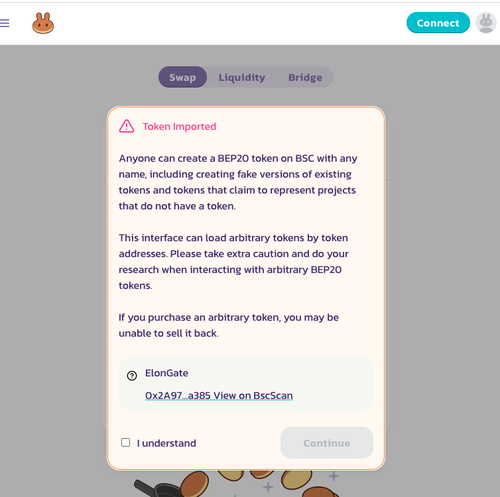 Connect
Swap
Liquidity
Bridge
Token Imported
Anyone can create a BEP20 token on BSC with any
name, including creating fake versions of existing
tokens and tokens that claim to represent projects
that do not have a token.
This interface can load arbitrary tokens by token
addresses. Please take extra caution and do your
research when interacting with arbitrary BEP20
tokens.
If you purchase an arbitrary token, you may be
unable to sell it back.
ElonGate
0x2A97...a385 View on BscScan
I understand
Continue